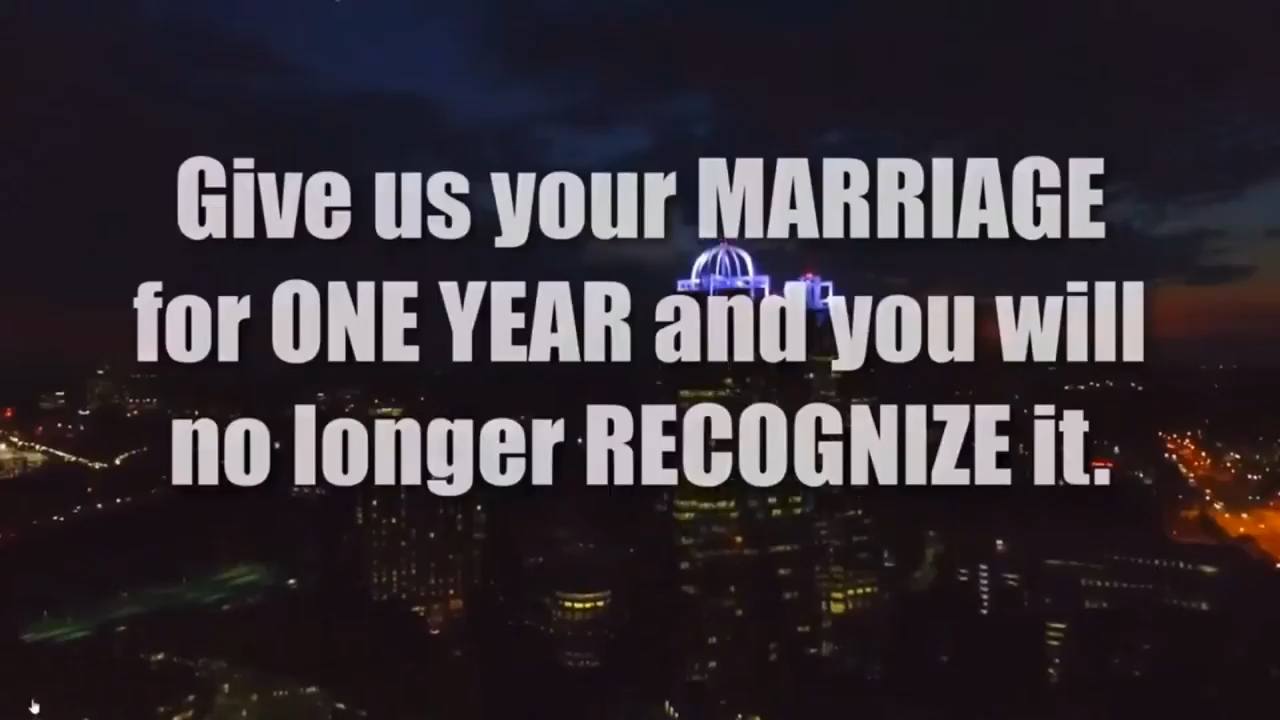 Give us your MARRIAGE
for ONE YEAR and you will
no longer RECOGNIZE it.